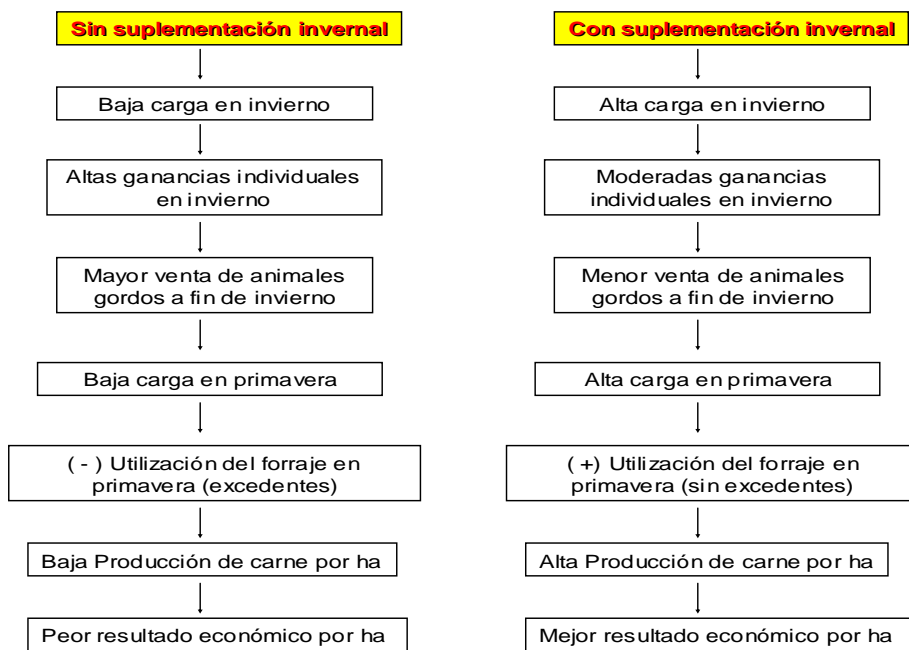 Sin suplementación invernal
Baja carga en invierno
Altas ganancias individuales
en invierno
Mayor venta de animales
gordos a fin de invierno
Baja carga en primavera
( - ) Utilización del forraje en
primavera (excedentes)
Baja Producción de carne por ha
Peor resultado económico por ha
Con suplementación invernal
Alta carga en invierno
Moderadas ganancias
individuales en invierno
Menor venta de animales
gordos a fin de invierno
Alta carga en primavera
( +) Utilización del forraje en
primavera (sin excedentes)
Alta Producción de carne por ha
Mejor resultado económico por ha